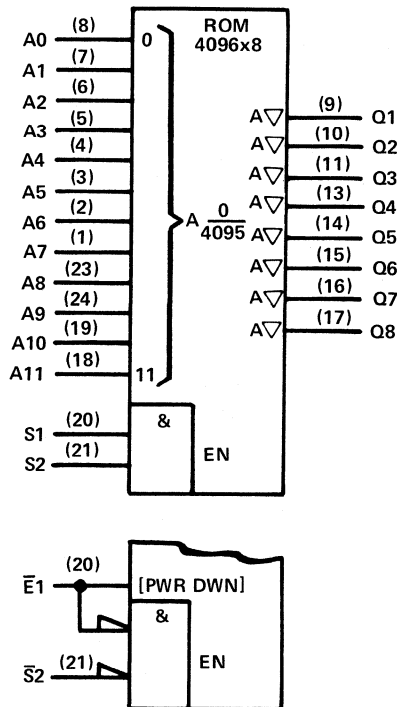 ROM
4096x8
A0 (8) 0
A1 (7)
A2 (6)
A3 (5)
A4 (4)
A5 (3)
A6 (2)
A7 (1)
A8 (23)
A9 (24)
A10 (19)
A11 (18) 11
A 0
4095
A▽ (9) Q1
A▽ (10) Q2
A▽ (11) Q3
A▽ (13) Q4
A▽ (14) Q5
A▽ (15) Q6
A▽ (16) Q7
A▽ (17) Q8
S1 (20) &
S2 (21) EN
E̅1 (20) [PWR DWN]
&
S̅2 (21) EN